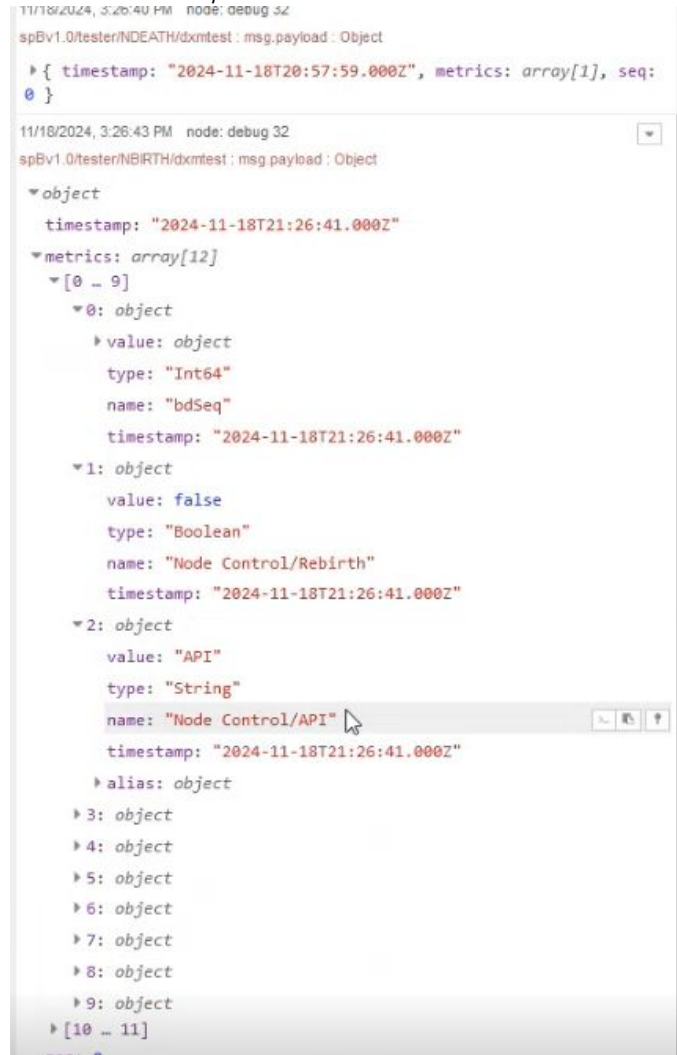 11/18/2024, 3:26:40 PM node: debug 32
spBv1.0/tester/NDEATH/dxmtest : msg.payload : Object
{ timestamp: "2024-11-18T20:57:59.000Z", metrics: array[1], seq:
0 }
11/18/2024, 3:26:43 PM node: debug 32
spBv1.0/tester/NBIRTH/dxmtest : msg.payload : Object
object
timestamp: "2024-11-18T21:26:41.000Z"
metrics: array[12]
[0 … 9]
0: object
value: object
type: "Int64"
name: "bdSeq"
timestamp: "2024-11-18T21:26:41.000Z"
1: object
value: false
type: "Boolean"
name: "Node Control/Rebirth"
timestamp: "2024-11-18T21:26:41.000Z"
2: object
value: "API"
type: "String"
name: "Node Control/API"
timestamp: "2024-11-18T21:26:41.000Z"
alias: object
3: object
4: object
5: object
6: object
7: object
8: object
9: object
[10 … 11]